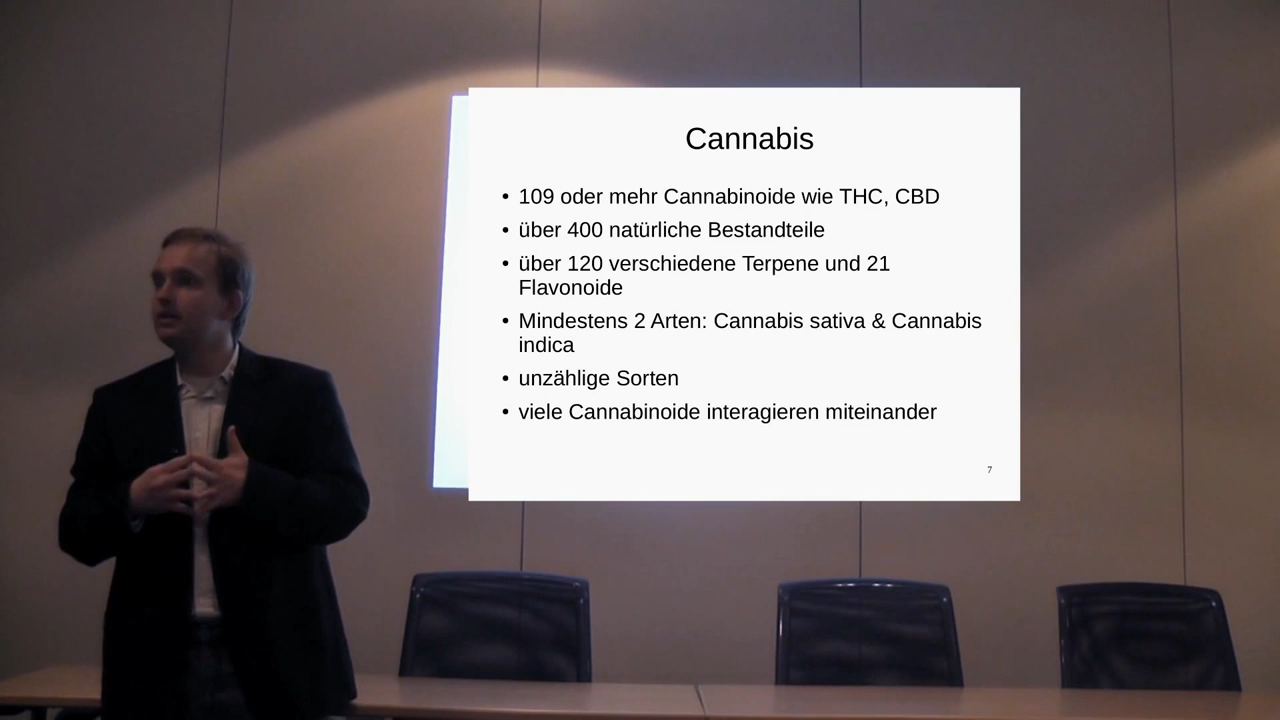 Cannabis
• 109 oder mehr Cannabinoide wie THC, CBD
• über 400 natürliche Bestandteile
• über 120 verschiedene Terpene und 21
Flavonoide
• Mindestens 2 Arten: Cannabis sativa & Cannabis
indica
• unzählige Sorten
• viele Cannabinoide interagieren miteinander
7